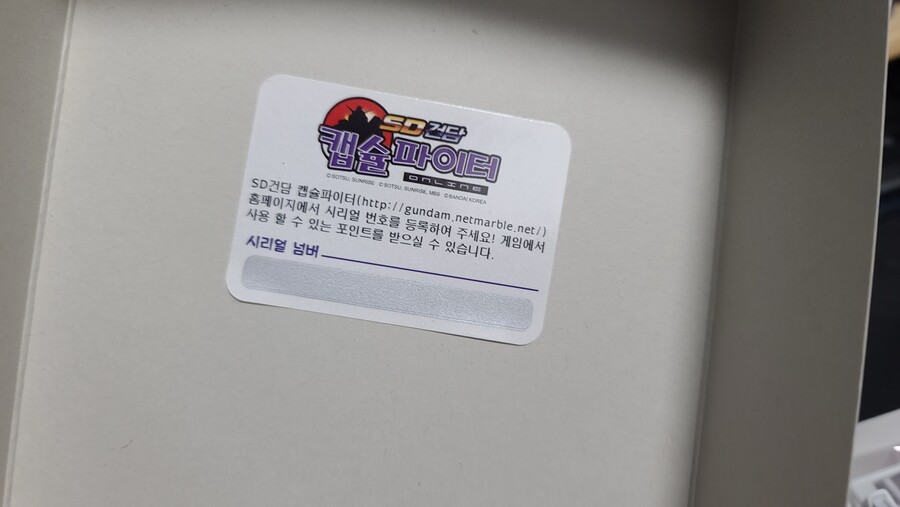 SD건담
캡슐파이터
ONLINE
©SOTSU, SUNRISE ©SOTSU, SUNRISE, MBS ©BANDAI KOREA
SD건담 캡슐파이터(http://gundam.netmarble.net/)
홈페이지에서 시리얼 번호를 등록하여 주세요! 게임에서
사용 할 수 있는 포인트를 받으실 수 있습니다.
시리얼 넘버